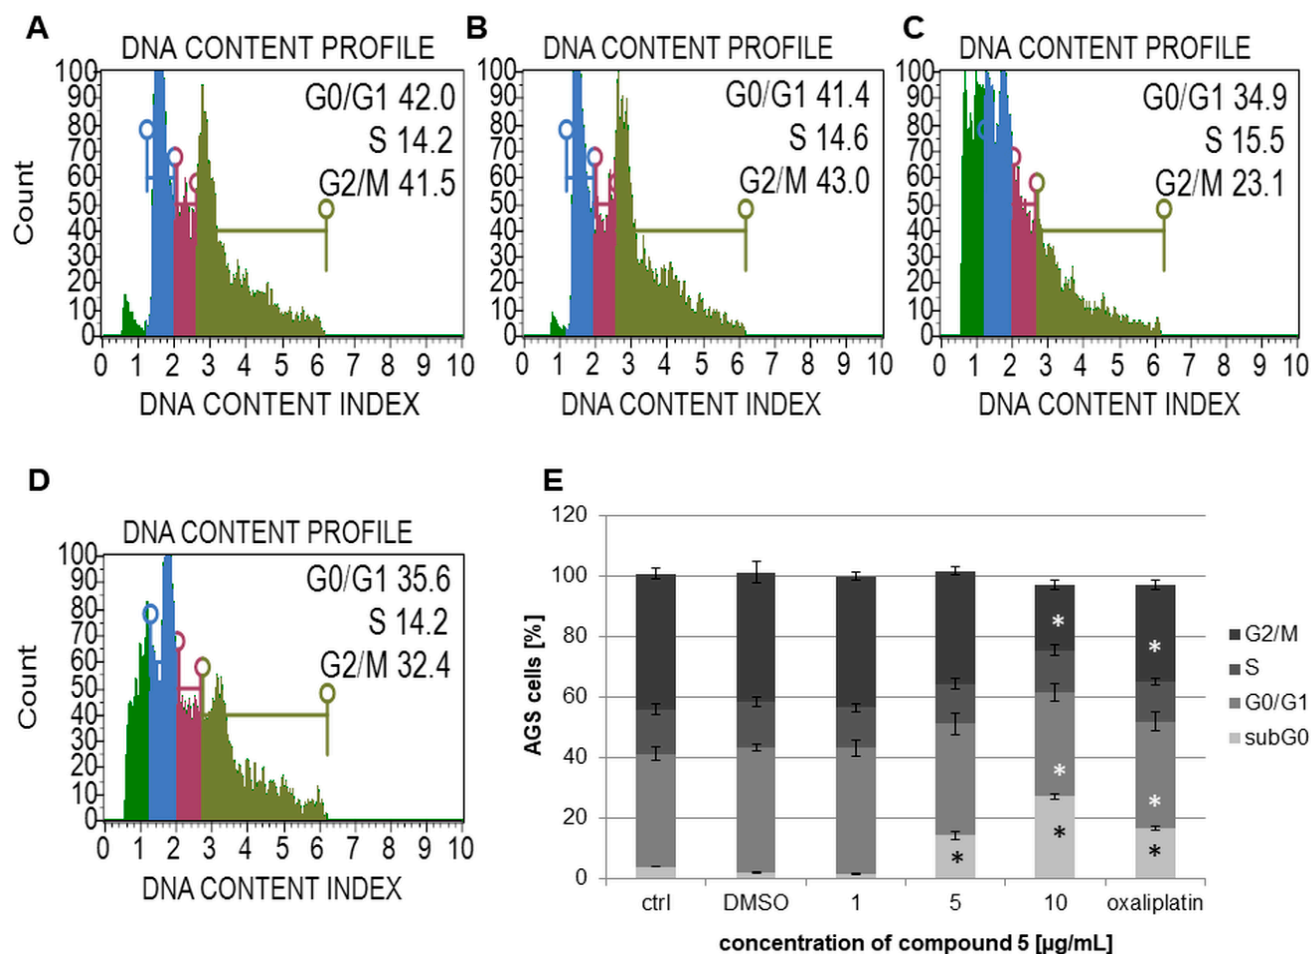 A
DNA CONTENT PROFILE
G0/G1 42.0
S 14.2
G2/M 41.5
Count
100
90
80
70
60
50
40
30
20
10
0
0 1 2 3 4 5 6 7 8 9 10
DNA CONTENT INDEX
B
DNA CONTENT PROFILE
G0/G1 41.4
S 14.6
G2/M 43.0
100
90
80
70
60
50
40
30
20
10
0
0 1 2 3 4 5 6 7 8 9 10
DNA CONTENT INDEX
C
DNA CONTENT PROFILE
G0/G1 34.9
S 15.5
G2/M 23.1
100
90
80
70
60
50
40
30
20
10
0
0 1 2 3 4 5 6 7 8 9 10
DNA CONTENT INDEX
D
DNA CONTENT PROFILE
G0/G1 35.6
S 14.2
G2/M 32.4
Count
100
90
80
70
60
50
40
30
20
10
0
0 1 2 3 4 5 6 7 8 9 10
DNA CONTENT INDEX
E
AGS cells [%]
120
100
80
60
40
20
0
* * * * * * *
ctrl DMSO 1 5 10 oxaliplatin
concentration of compound 5 [µg/mL]
G2/M
S
G0/G1
subG0